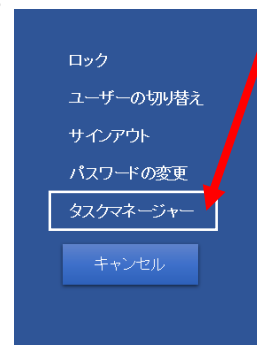 ロック
ユーザーの切り替え
サインアウト
パスワードの変更
タスクマネージャー
キャンセル